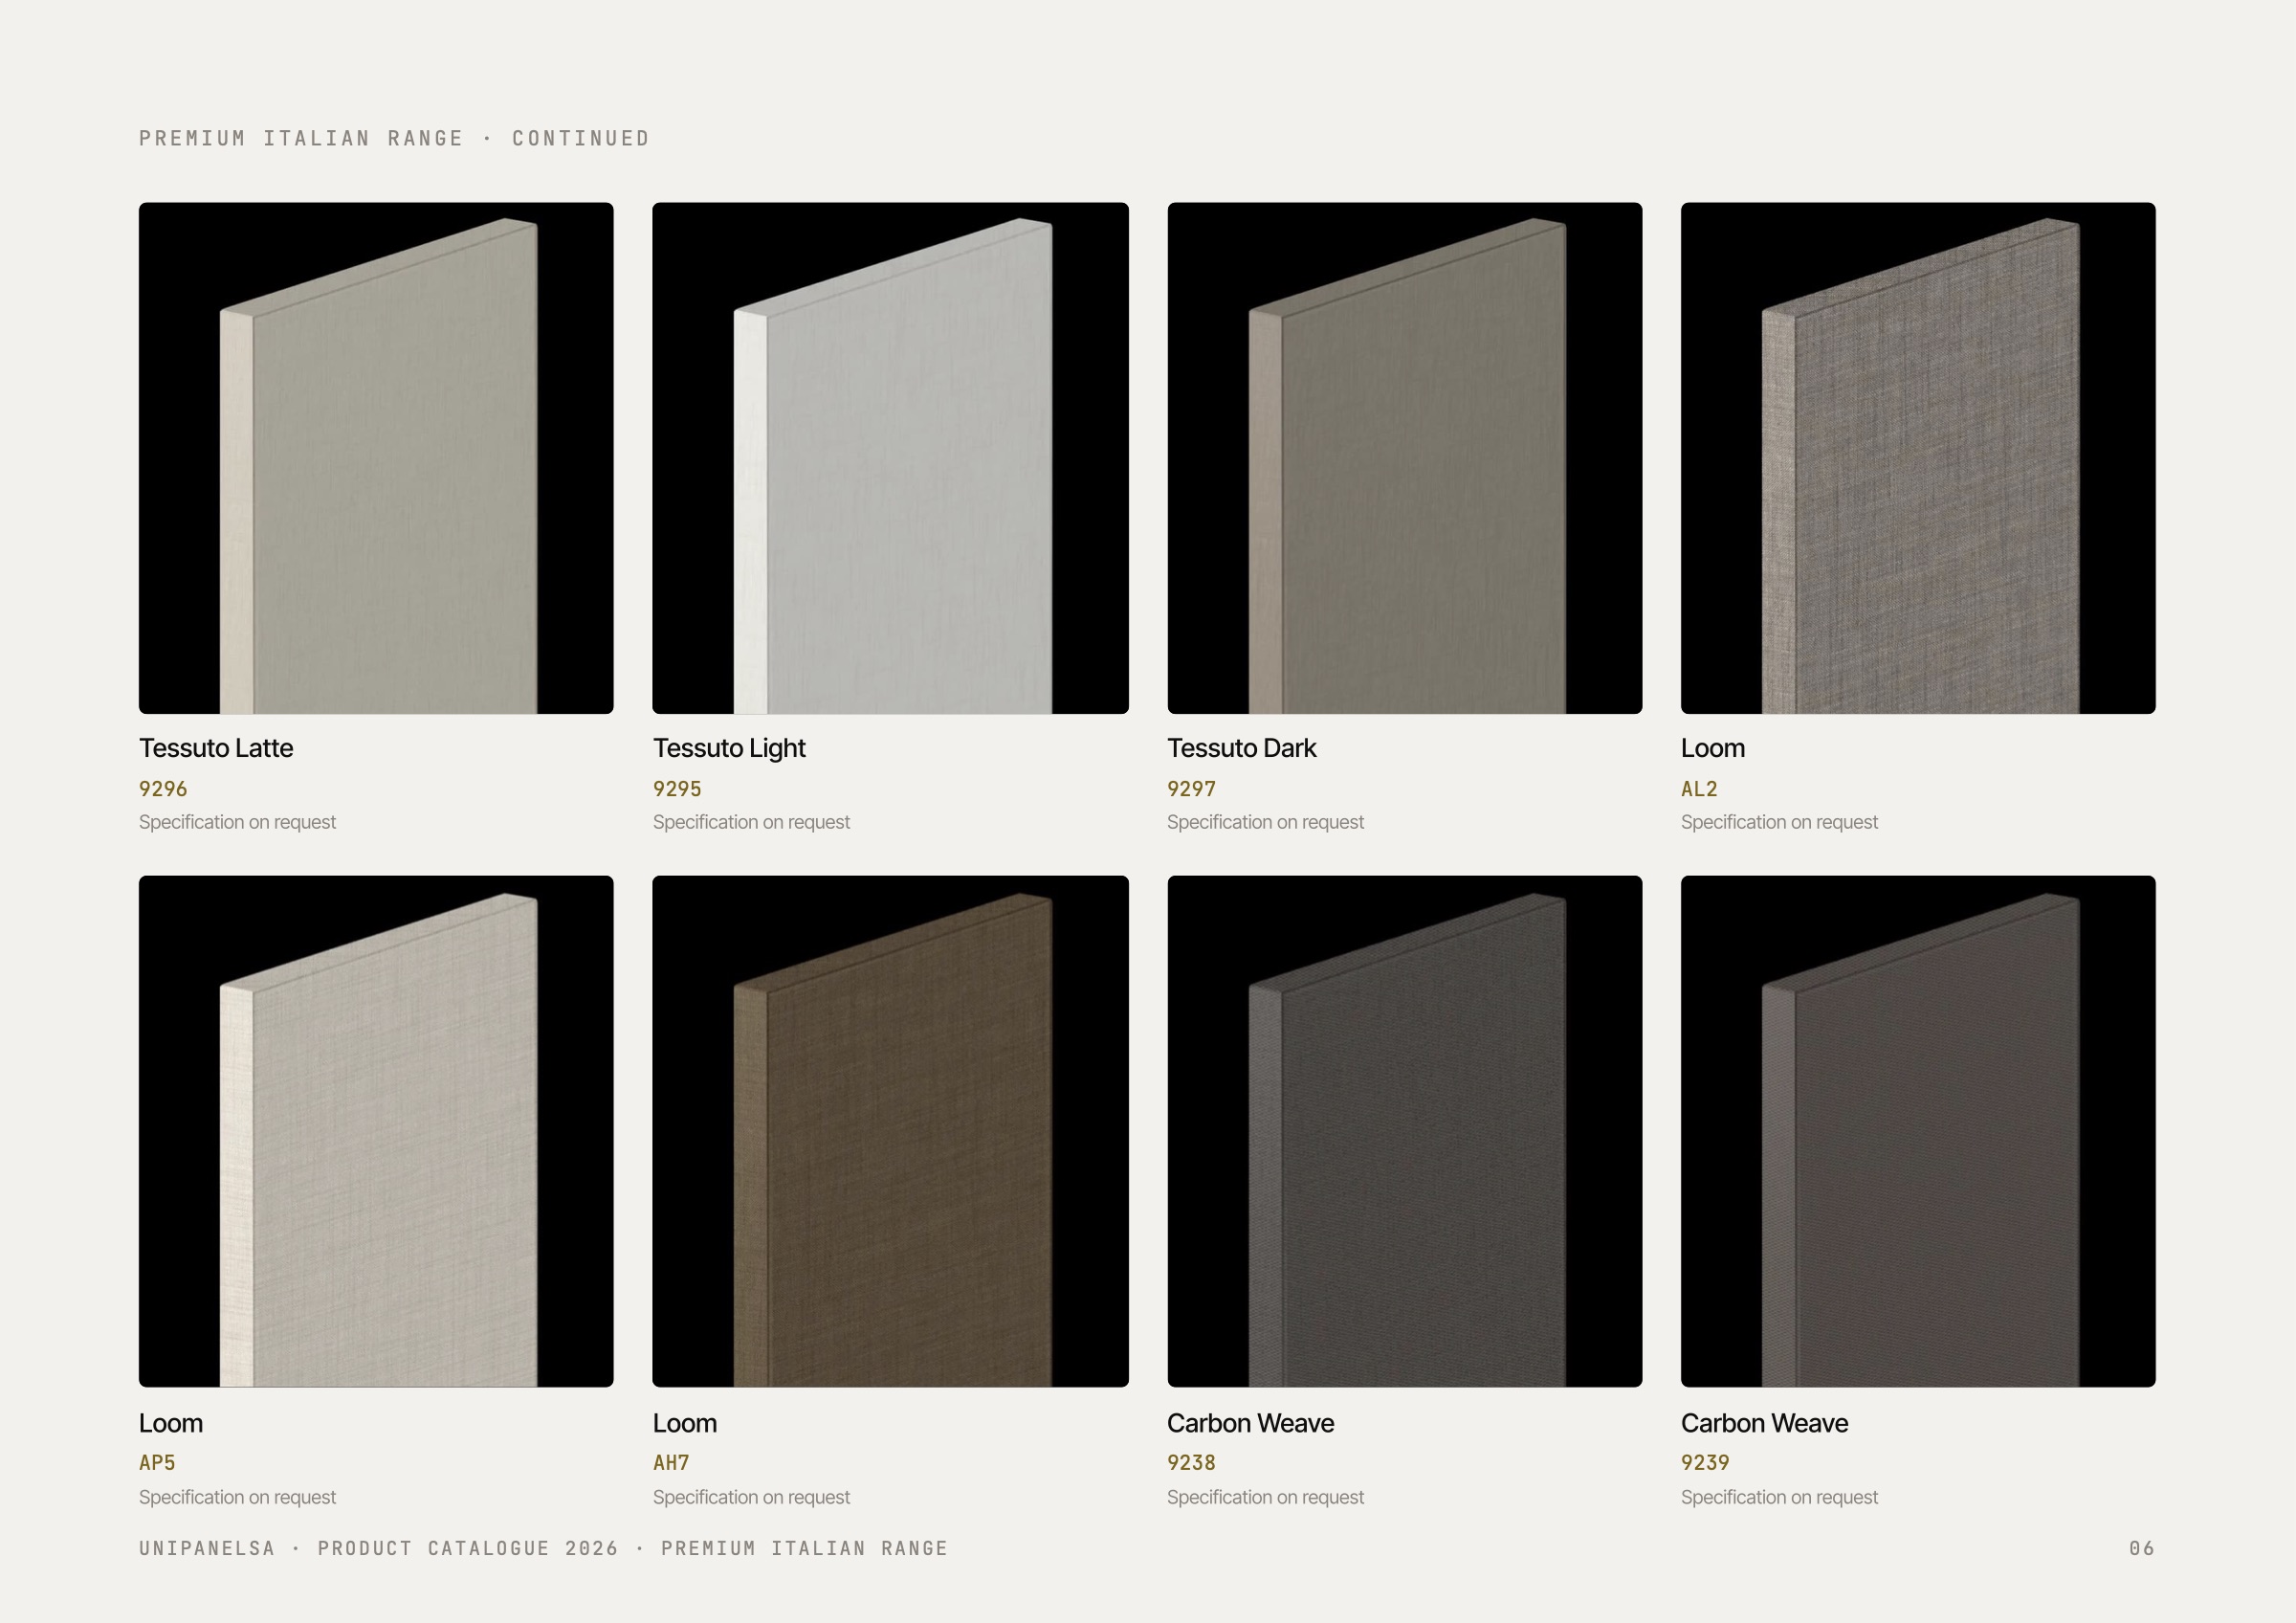 PREMIUM ITALIAN RANGE · CONTINUED
Tessuto Latte
9296
Specification on request
Tessuto Light
9295
Specification on request
Tessuto Dark
9297
Specification on request
Loom
AL2
Specification on request
Loom
AP5
Specification on request
Loom
AH7
Specification on request
Carbon Weave
9238
Specification on request
Carbon Weave
9239
Specification on request
UNIPANELSA · PRODUCT CATALOGUE 2026 · PREMIUM ITALIAN RANGE
06